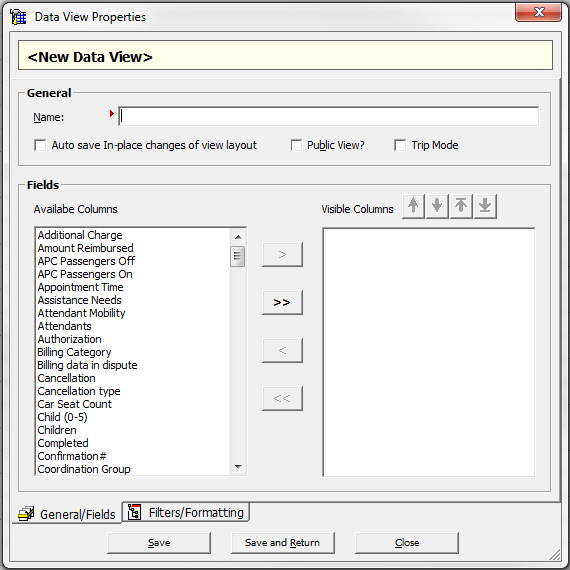 Data View Properties
<New Data View>
General
Name:
Auto save In-place changes of view layout
Public View?
Trip Mode
Fields
Availabe Columns
Visible Columns
Additional Charge
Amount Reimbursed
APC Passengers Off
APC Passengers On
Appointment Time
Assistance Needs
Attendant Mobility
Attendants
Authorization
Billing Category
Billing data in dispute
Cancellation
Cancellation type
Car Seat Count
Child (0-5)
Children
Completed
Confirmation#
Coordination Group
>
>>
<
<<
General/Fields
Filters/Formatting
Save
Save and Return
Close